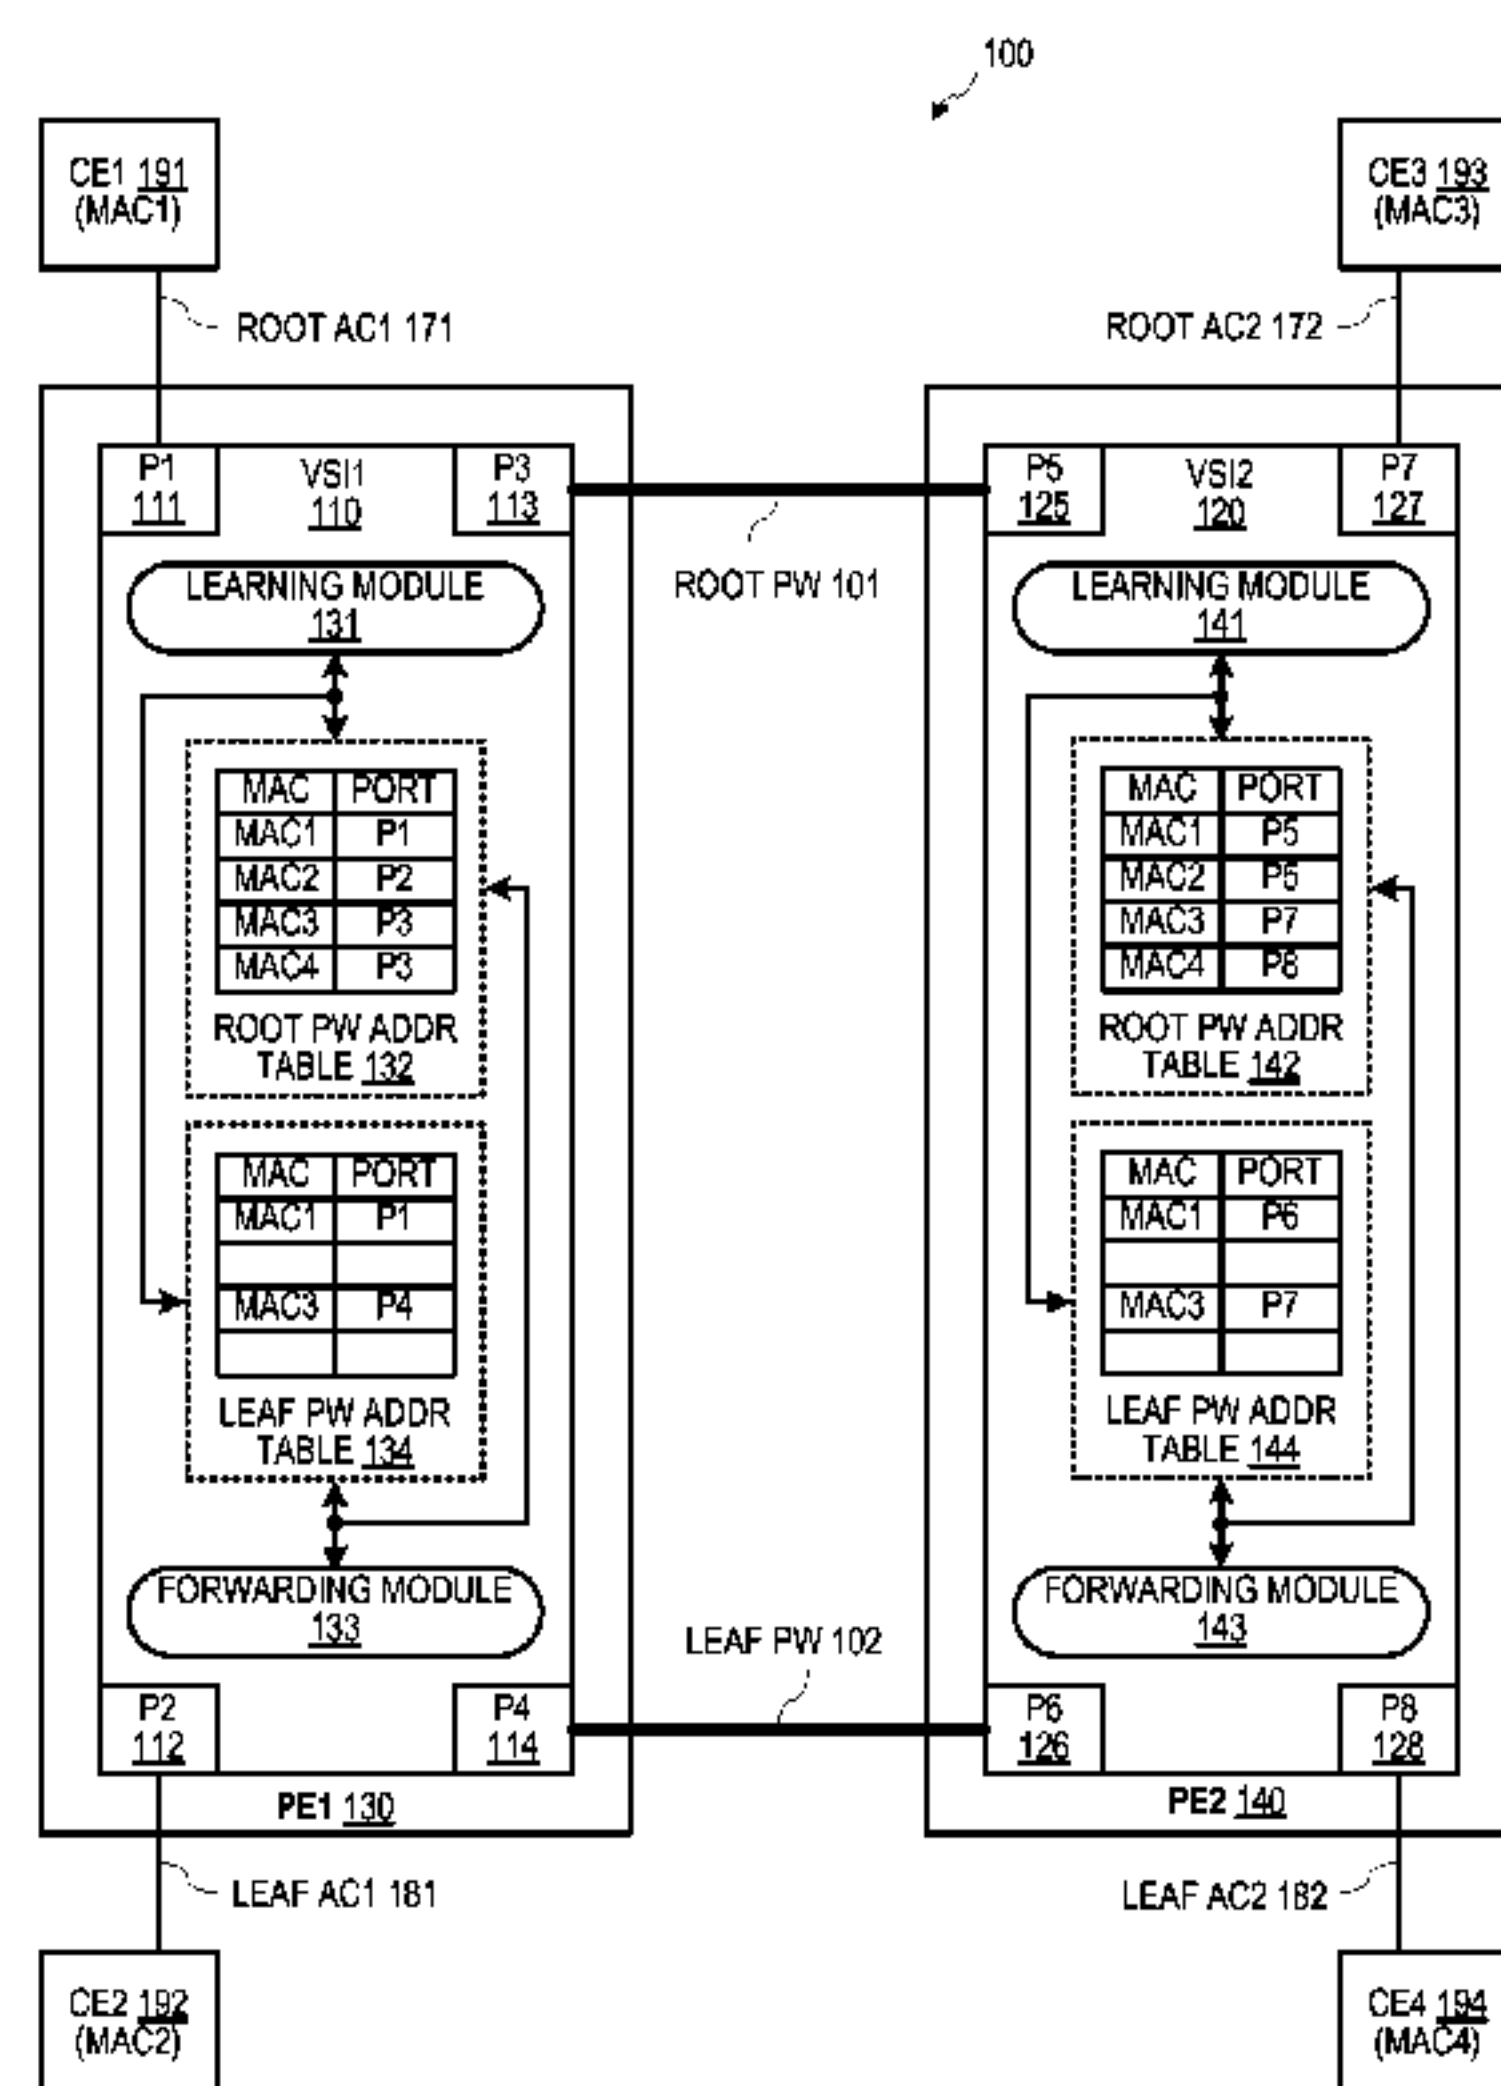 100
CE1 191
(MAC1)
CE3 193
(MAC3)
ROOT AC1 171
ROOT AC2 172
P1
111
VSI1
110
P3
113
P5
125
VSI2
120
P7
127
ROOT PW 101
LEARNING MODULE
131
LEARNING MODULE
141
MAC PORT
MAC1 P1
MAC2 P2
MAC3 P3
MAC4 P3
ROOT PW ADDR
TABLE 132
MAC PORT
MAC1 P5
MAC2 P5
MAC3 P7
MAC4 P8
ROOT PW ADDR
TABLE 142
MAC PORT
MAC1 P1
MAC3 P4
LEAF PW ADDR
TABLE 134
MAC PORT
MAC1 P6
MAC3 P7
LEAF PW ADDR
TABLE 144
FORWARDING MODULE
133
FORWARDING MODULE
143
LEAF PW 102
P2
112
P4
114
P6
126
P8
128
PE1 130
PE2 140
LEAF AC1 181
LEAF AC2 182
CE2 192
(MAC2)
CE4 194
(MAC4)